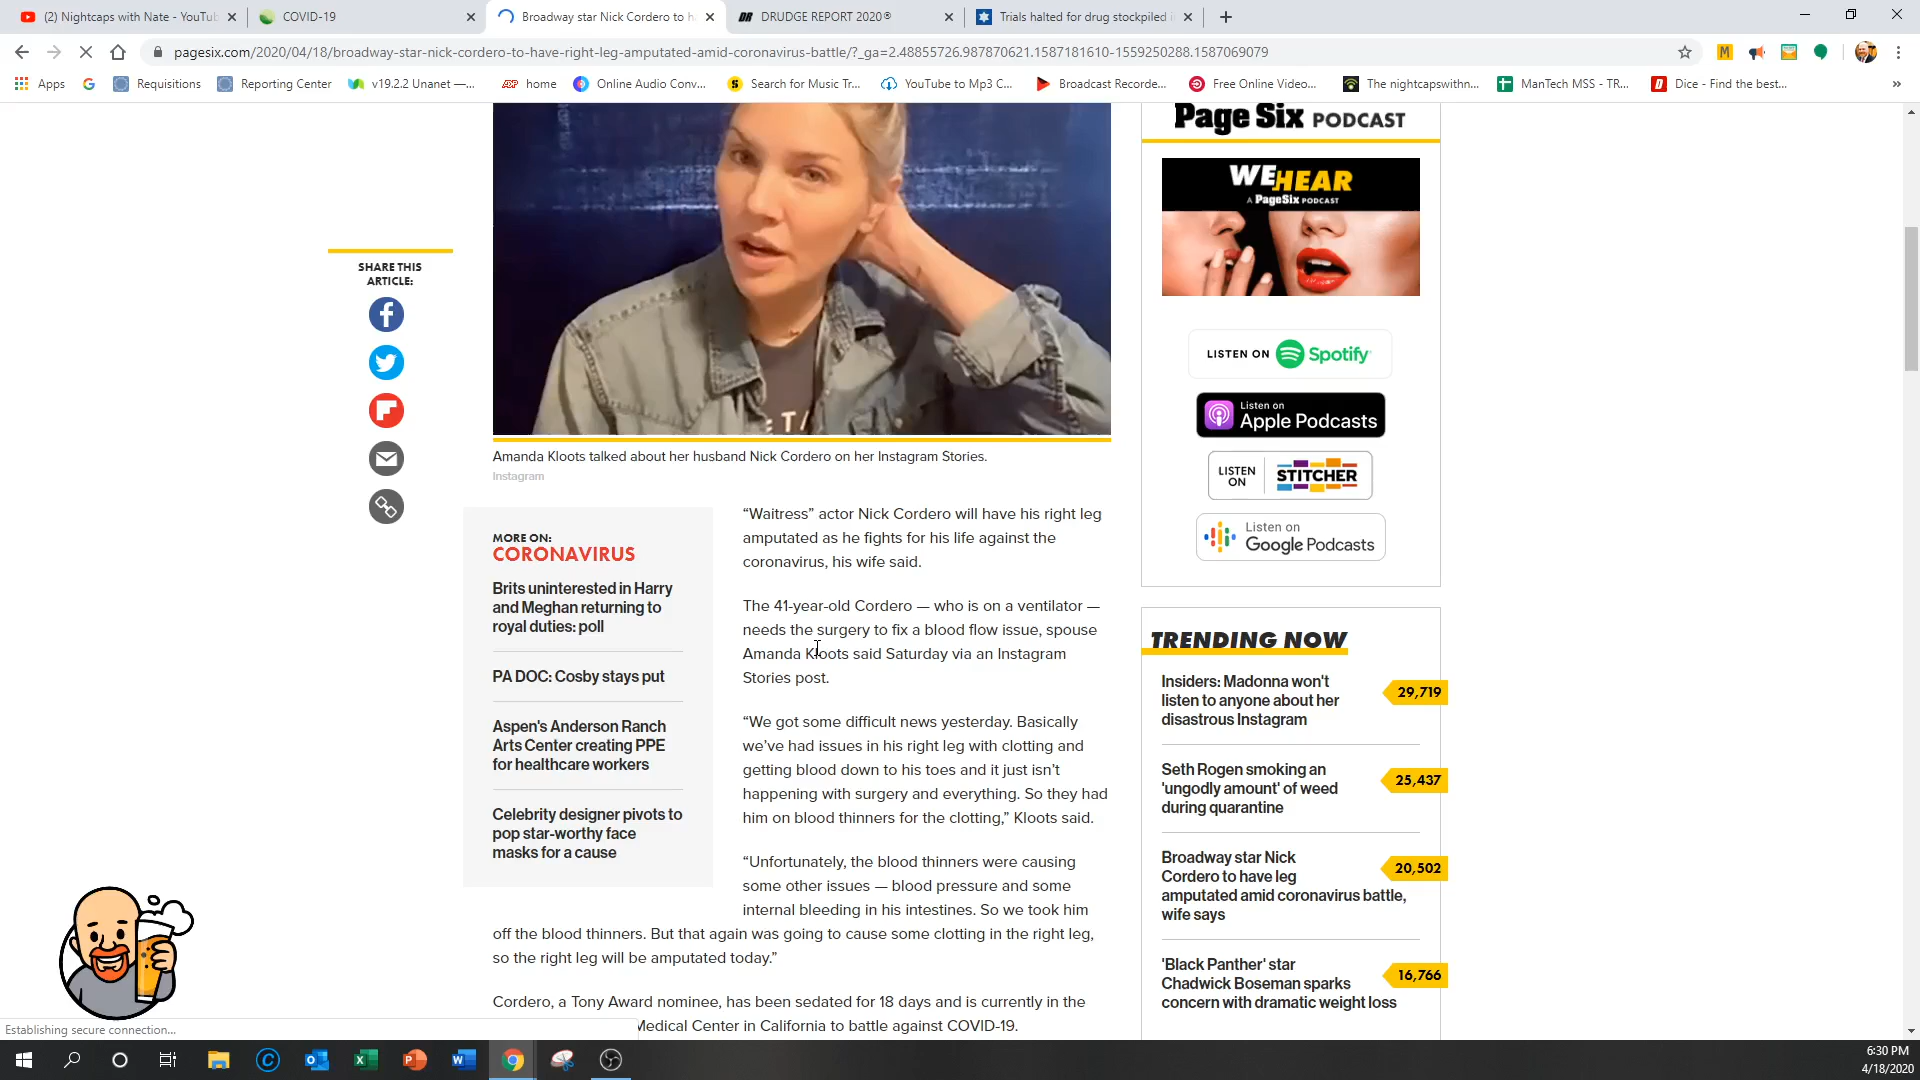 (2) Nightcaps with Nate - YouTub
COVID-19
Broadway star Nick Cordero to h
DRUDGE REPORT 2020®
Trials halted for drug stockpiled i
pagesix.com/2020/04/18/broadway-star-nick-cordero-to-have-right-leg-amputated-amid-coronavirus-battle/?_ga=2.48855726.987870621.1587181610-1559250288.1587069079
Apps
Requisitions
Reporting Center
v19.2.2 Unanet —...
home
Online Audio Conv...
Search for Music Tr...
YouTube to Mp3 C...
Broadcast Recorde...
Free Online Video...
The nightcapswithn...
ManTech MSS - TR...
Dice - Find the best...
»
SHARE THIS
ARTICLE:
Amanda Kloots talked about her husband Nick Cordero on her Instagram Stories.
Instagram
MORE ON:
CORONAVIRUS
Brits uninterested in Harry
and Meghan returning to
royal duties: poll
PA DOC: Cosby stays put
Aspen's Anderson Ranch
Arts Center creating PPE
for healthcare workers
Celebrity designer pivots to
pop star-worthy face
masks for a cause
“Waitress” actor Nick Cordero will have his right leg
amputated as he fights for his life against the
coronavirus, his wife said.
The 41-year-old Cordero — who is on a ventilator —
needs the surgery to fix a blood flow issue, spouse
Amanda Kloots said Saturday via an Instagram
Stories post.
“We got some difficult news yesterday. Basically
we’ve had issues in his right leg with clotting and
getting blood down to his toes and it just isn’t
happening with surgery and everything. So they had
him on blood thinners for the clotting,” Kloots said.
“Unfortunately, the blood thinners were causing
some other issues — blood pressure and some
internal bleeding in his intestines. So we took him
off the blood thinners. But that again was going to cause some clotting in the right leg,
so the right leg will be amputated today.”
Cordero, a Tony Award nominee, has been sedated for 18 days and is currently in the
Medical Center in California to battle against COVID-19.
Page Six PODCAST
WE HEAR
A PageSix PODCAST
LISTEN ON Spotify
Listen on
Apple Podcasts
LISTEN
ON
STITCHER
Listen on
Google Podcasts
TRENDING NOW
Insiders: Madonna won't
listen to anyone about her
disastrous Instagram
29,719
Seth Rogen smoking an
'ungodly amount' of weed
during quarantine
25,437
Broadway star Nick
Cordero to have leg
amputated amid coronavirus battle,
wife says
20,502
'Black Panther' star
Chadwick Boseman sparks
concern with dramatic weight loss
16,766
Establishing secure connection...
6:30 PM
4/18/2020